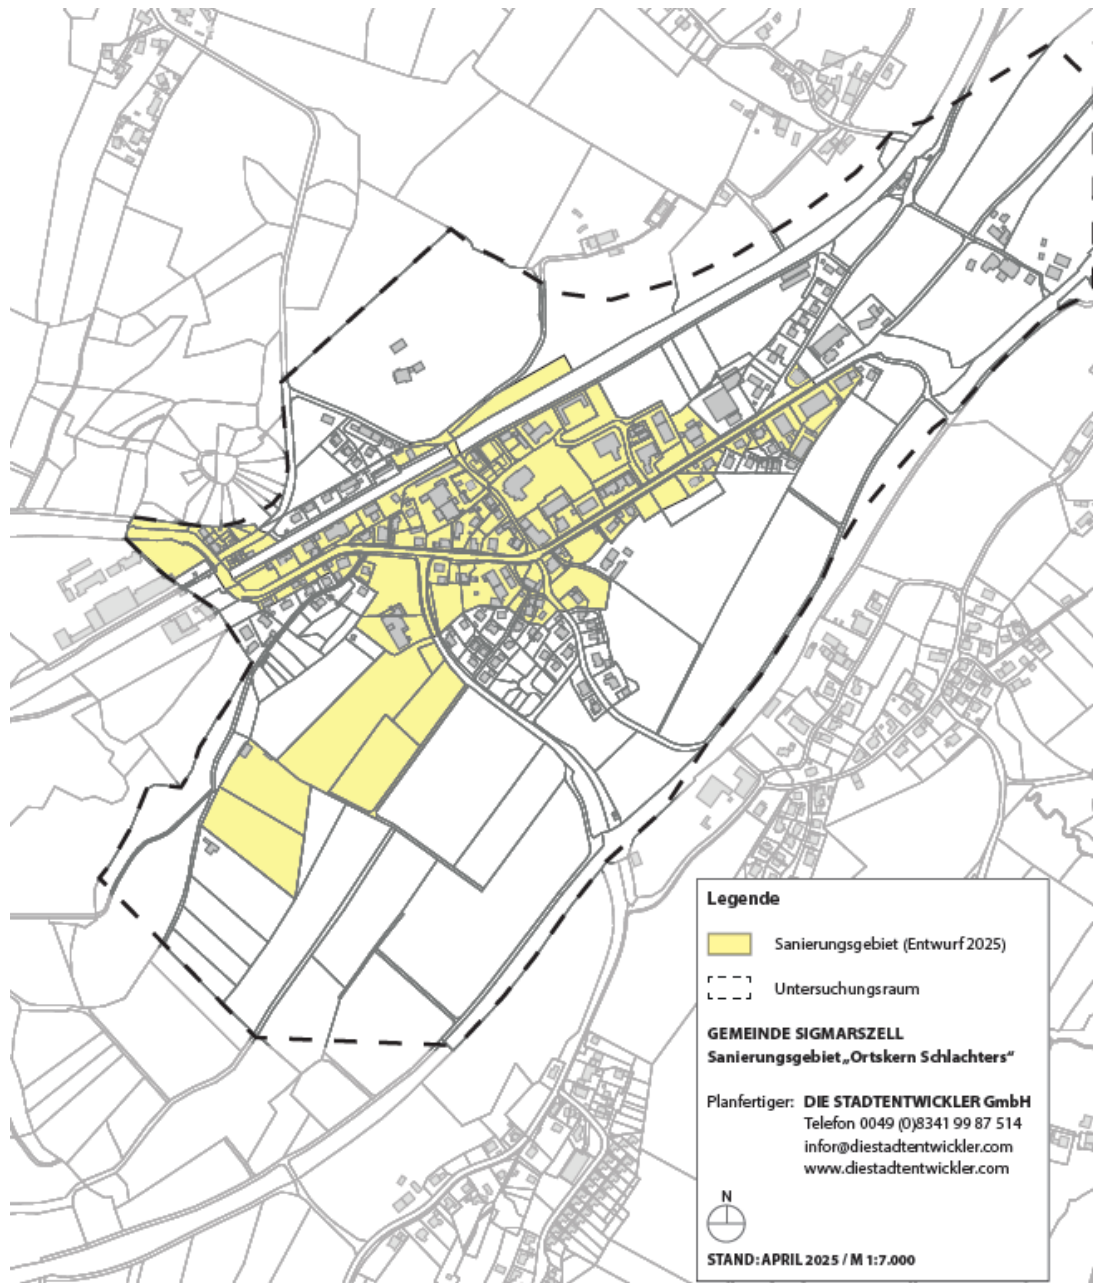 Legende
Sanierungsgebiet (Entwurf 2025)
Untersuchungsraum
GEMEINDE SIGMARSZELL
Sanierungsgebiet „Ortskern Schlachters“
Planfertiger: DIE STADTENTWICKLER GmbH
Telefon 0049 (0)8341 99 87 514
infor@diestadtentwickler.com
www.diestadtentwickler.com
N
STAND: APRIL 2025 / M 1:7.000